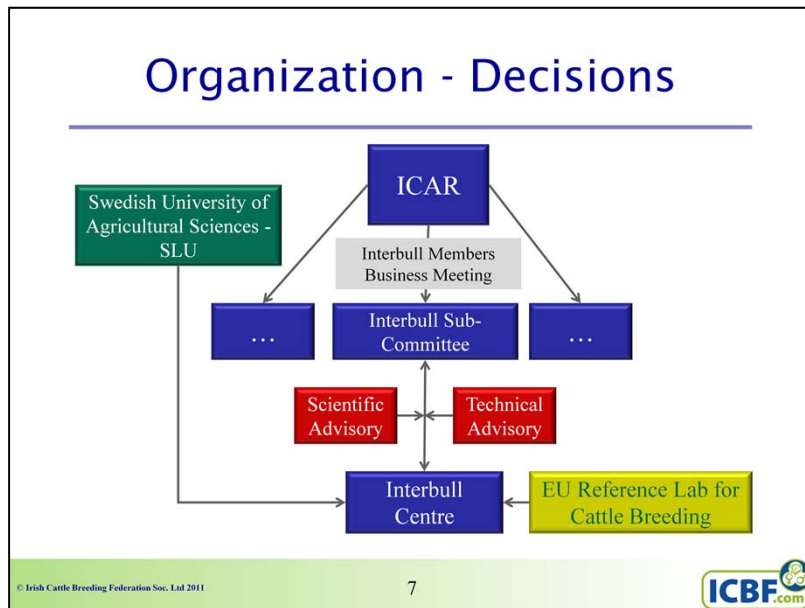 Organization - Decisions
ICAR
Swedish University of
Agricultural Sciences -
SLU
Interbull Members
Business Meeting
...
Interbull Sub-
Committee
...
Scientific
Advisory
Technical
Advisory
Interbull
Centre
EU Reference Lab for
Cattle Breeding
© Irish Cattle Breeding Federation Soc. Ltd 2011
7
ICBF
.com